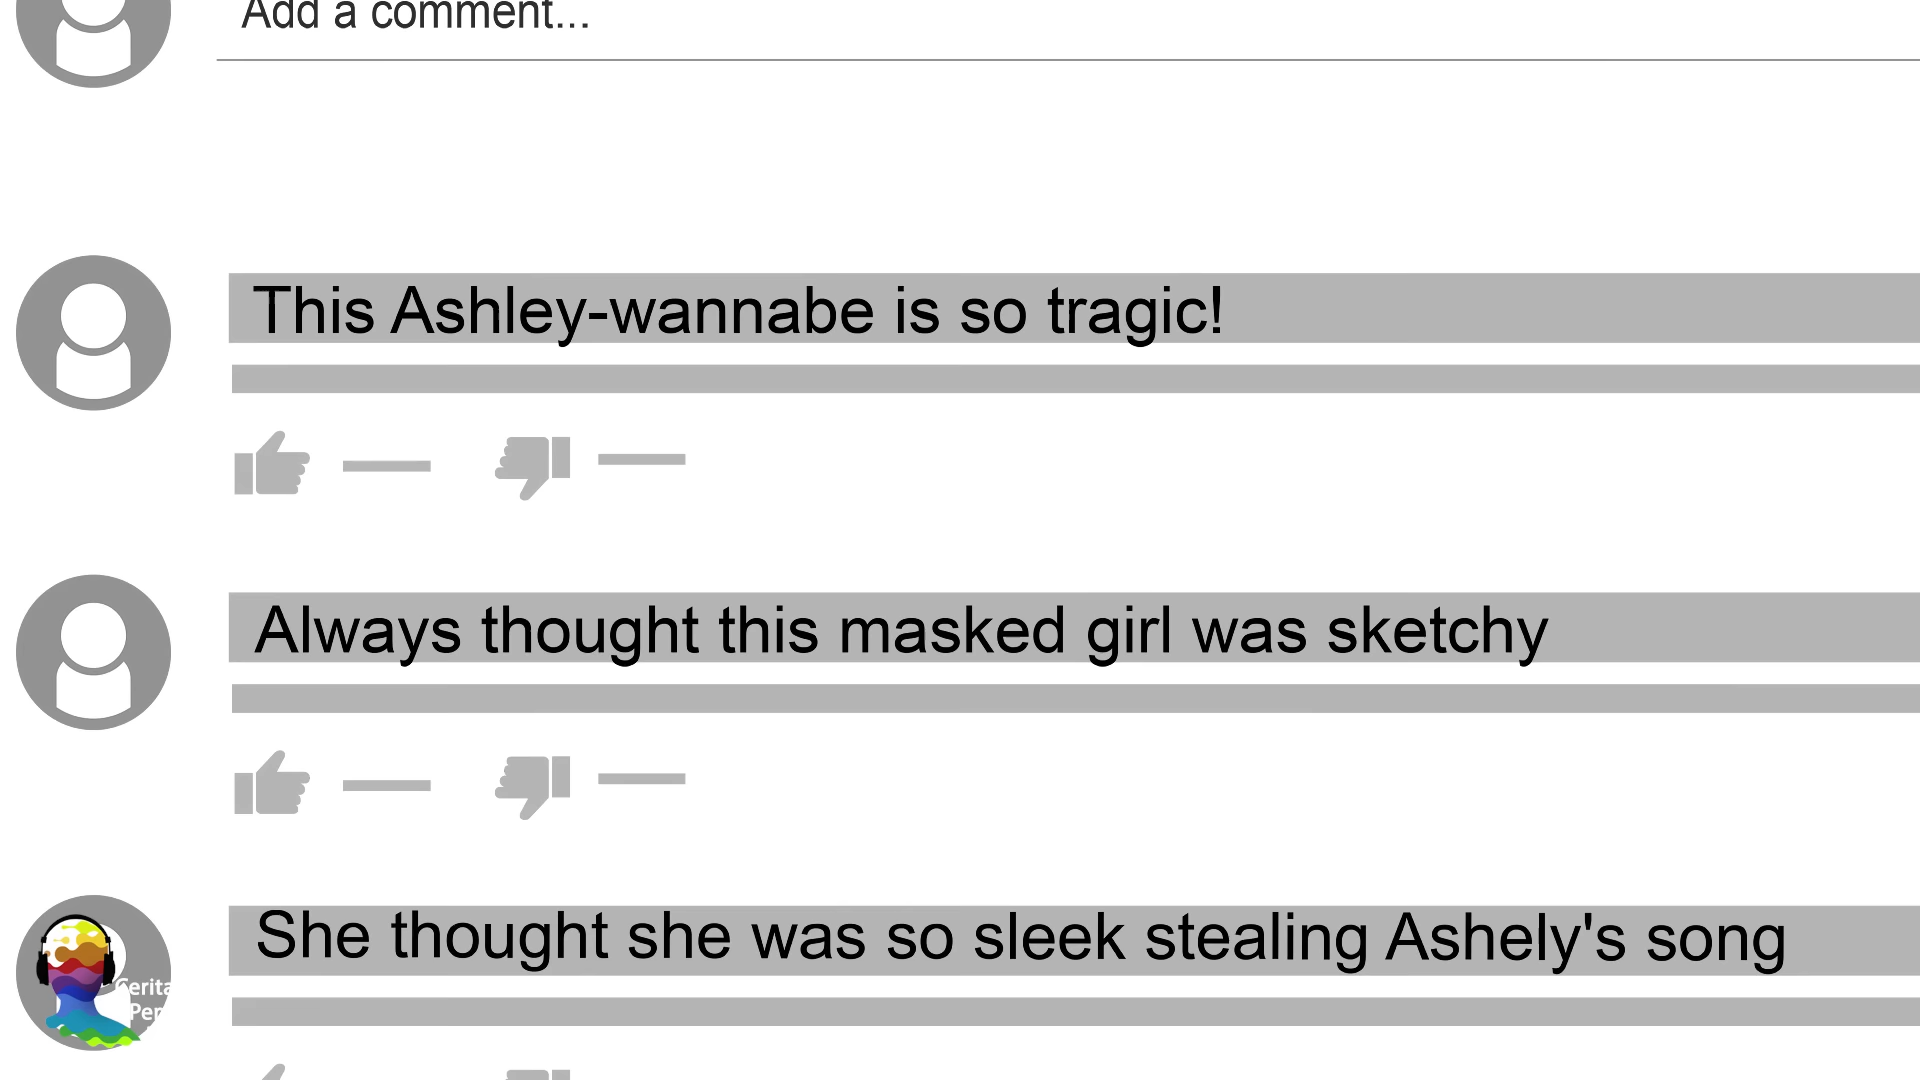 Add a comment...
This Ashley-wannabe is so tragic!
Always thought this masked girl was sketchy
She thought she was so sleek stealing Ashely's song
Cerita